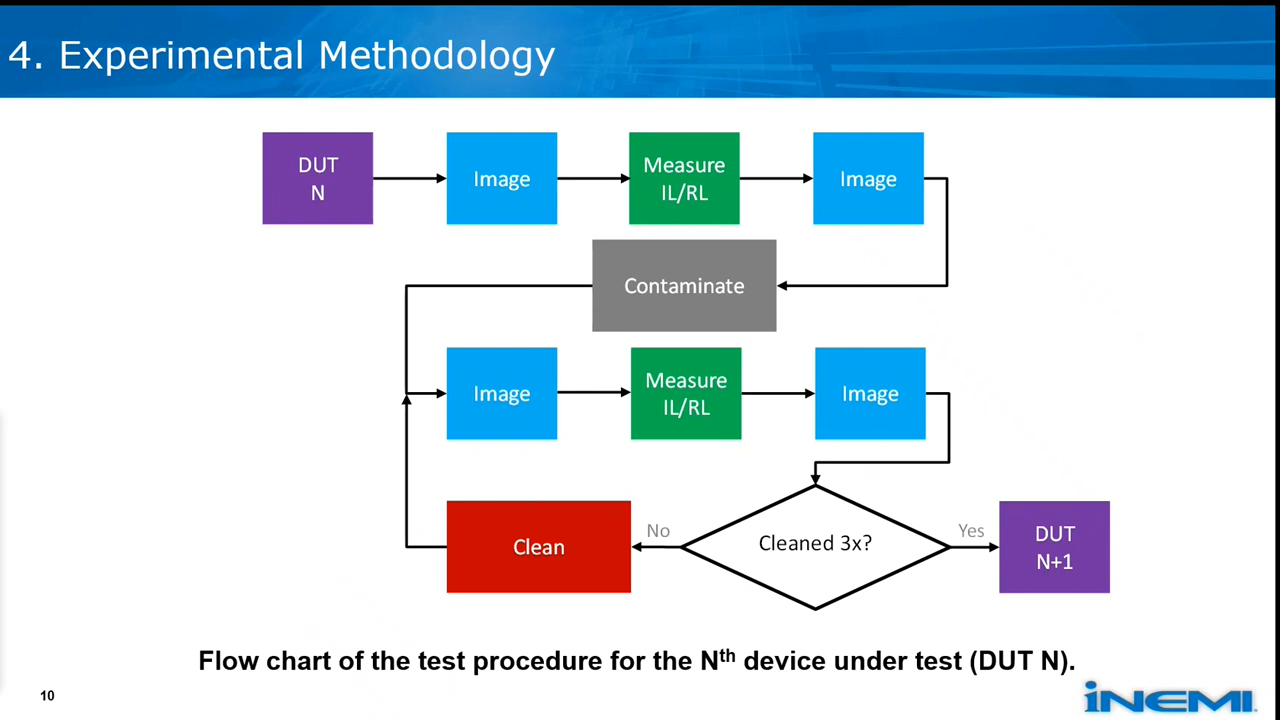 4. Experimental Methodology
DUT
N
Image
Measure
IL/RL
Image
Contaminate
Image
Measure
IL/RL
Image
Clean
No
Cleaned 3x?
Yes
DUT
N+1
Flow chart of the test procedure for the Nth device under test (DUT N).
10
iNEMI